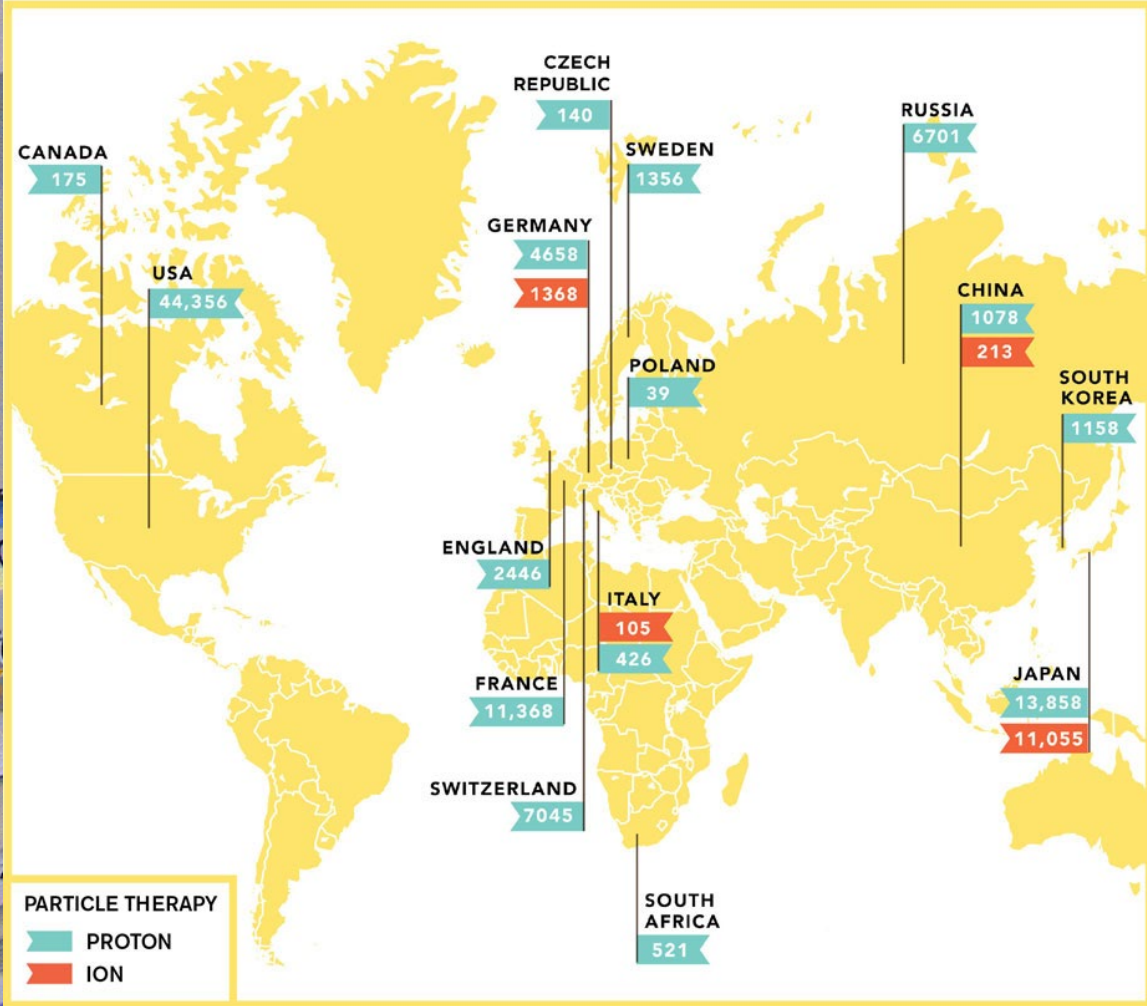 CZECH
REPUBLIC
140
RUSSIA
6701
CANADA
175
SWEDEN
1356
GERMANY
4658
1368
USA
44,356
CHINA
1078
213
POLAND
39
SOUTH
KOREA
1158
ENGLAND
2446
ITALY
105
426
FRANCE
11,368
JAPAN
13,858
11,055
SWITZERLAND
7045
SOUTH
AFRICA
521
PARTICLE THERAPY
PROTON
ION